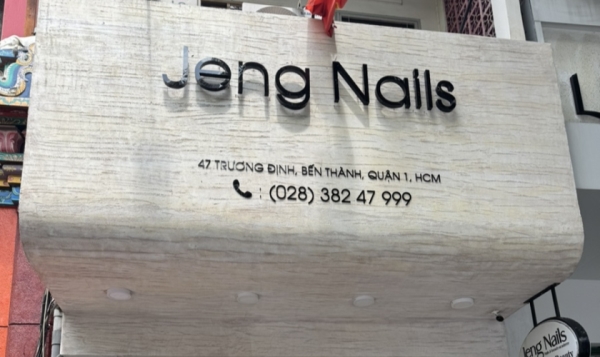 Jeng Nails
47 TRƯƠNG ĐỊNH, BẾN THÀNH, QUẬN 1, HCM
: (028) 382 47 999
Jeng Nails